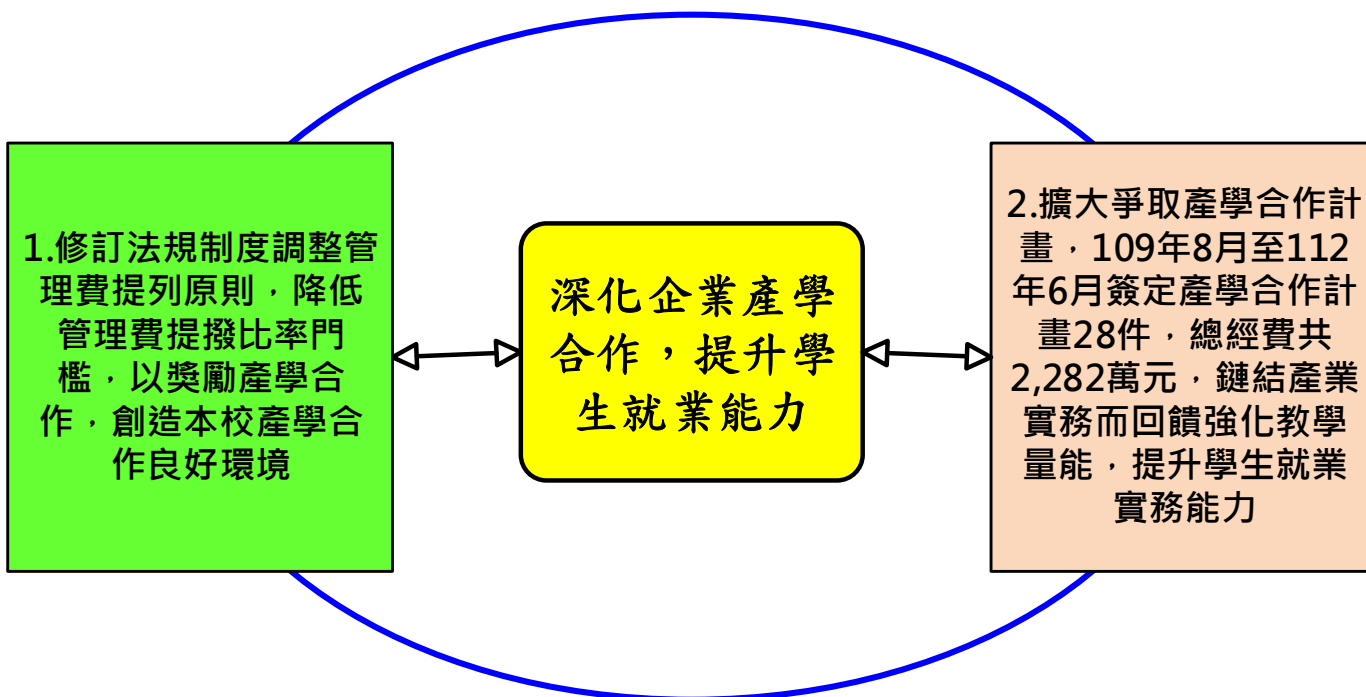 1.修訂法規制度調整管
理費提列原則，降低
管理費提撥比率門
檻，以獎勵產學合
作，創造本校產學合
作良好環境
深化企業產學
合作，提升學
生就業能力
2.擴大爭取產學合作計
畫，109年8月至112
年6月簽定產學合作計
畫28件，總經費共
2,282萬元，鏈結產業
實務而回饋強化教學
量能，提升學生就業
實務能力